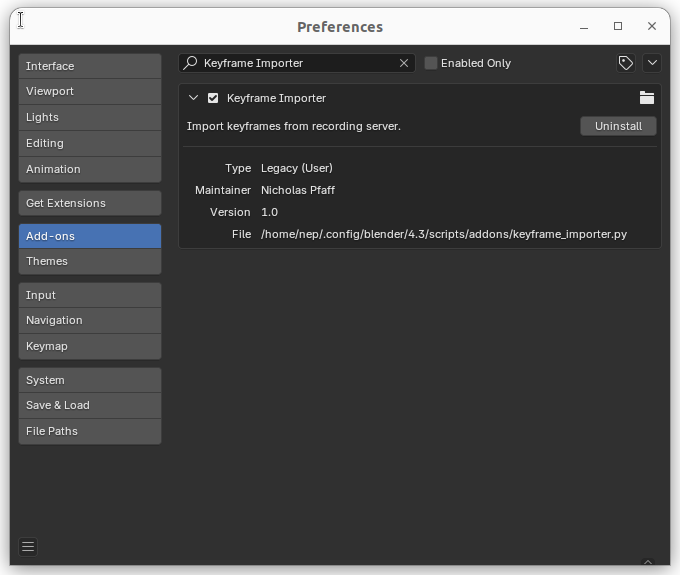 Preferences
Keyframe Importer
Enabled Only
Interface
Viewport
Lights
Editing
Animation
Get Extensions
Add-ons
Themes
Input
Navigation
Keymap
System
Save & Load
File Paths
Keyframe Importer
Import keyframes from recording server.
Uninstall
Type Legacy (User)
Maintainer Nicholas Pfaff
Version 1.0
File /home/nep/.config/blender/4.3/scripts/addons/keyframe_importer.py